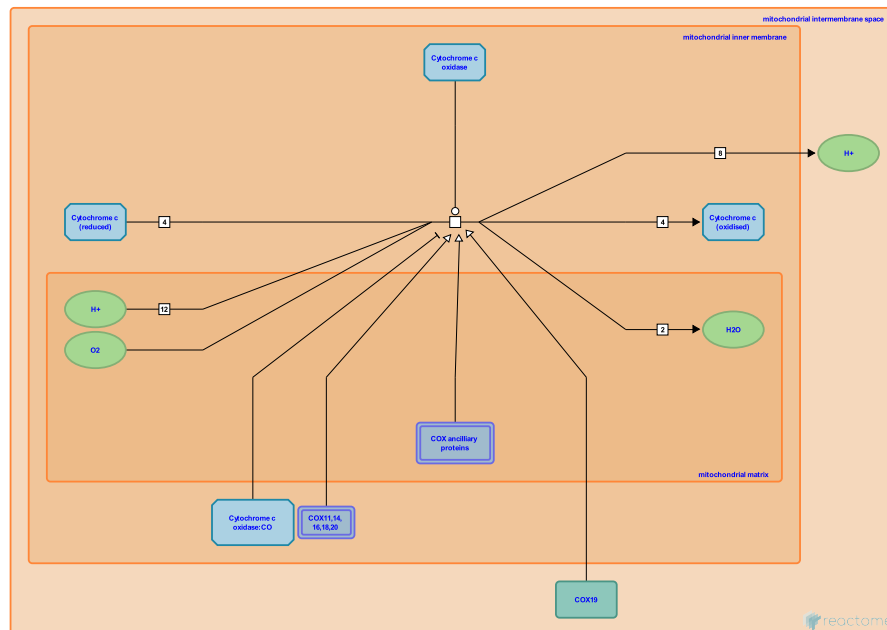 mitochondrial intermembrane space
mitochondrial inner membrane
Cytochrome c
oxidase
8
H+
Cytochrome c
(reduced)
4
4
Cytochrome c
(oxidised)
H+
12
O2
2
H2O
COX ancilliary
proteins
mitochondrial matrix
Cytochrome c
oxidase:CO
COX11,14,
16,18,20
COX19
reactome